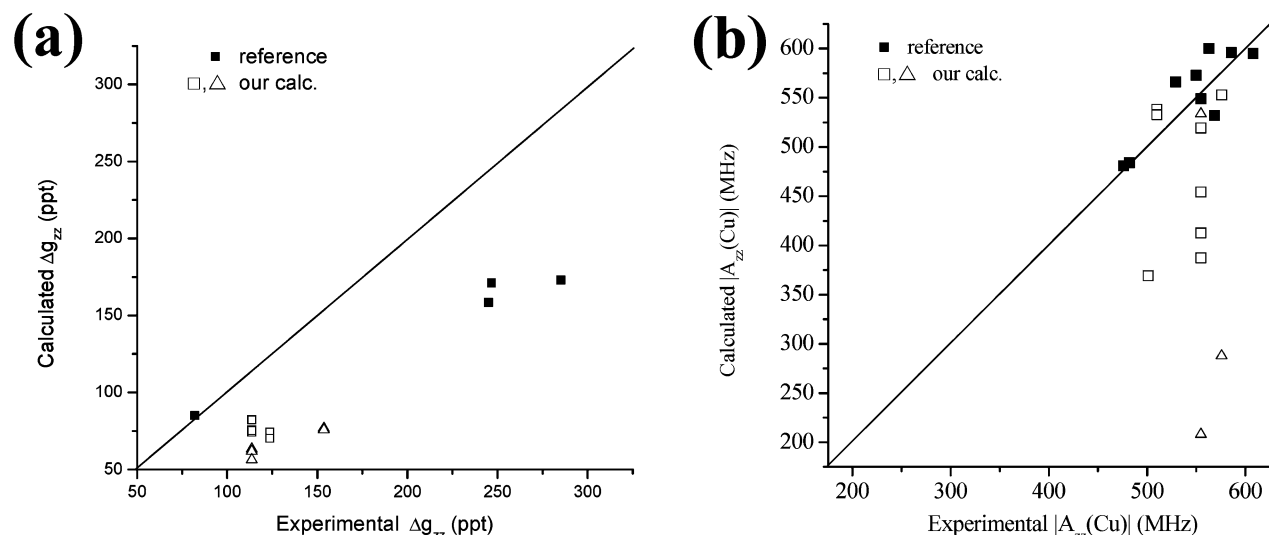 (a)
reference
our calc.
300
250
200
150
100
50
50 100 150 200 250 300
Calculated Δg_zz (ppt)
Experimental Δg_zz (ppt)
(b)
reference
, our calc.
600
550
500
450
400
350
300
250
200
200 300 400 500 600
Calculated |A_zz(Cu)| (MHz)
Experimental |A_zz(Cu)| (MHz)